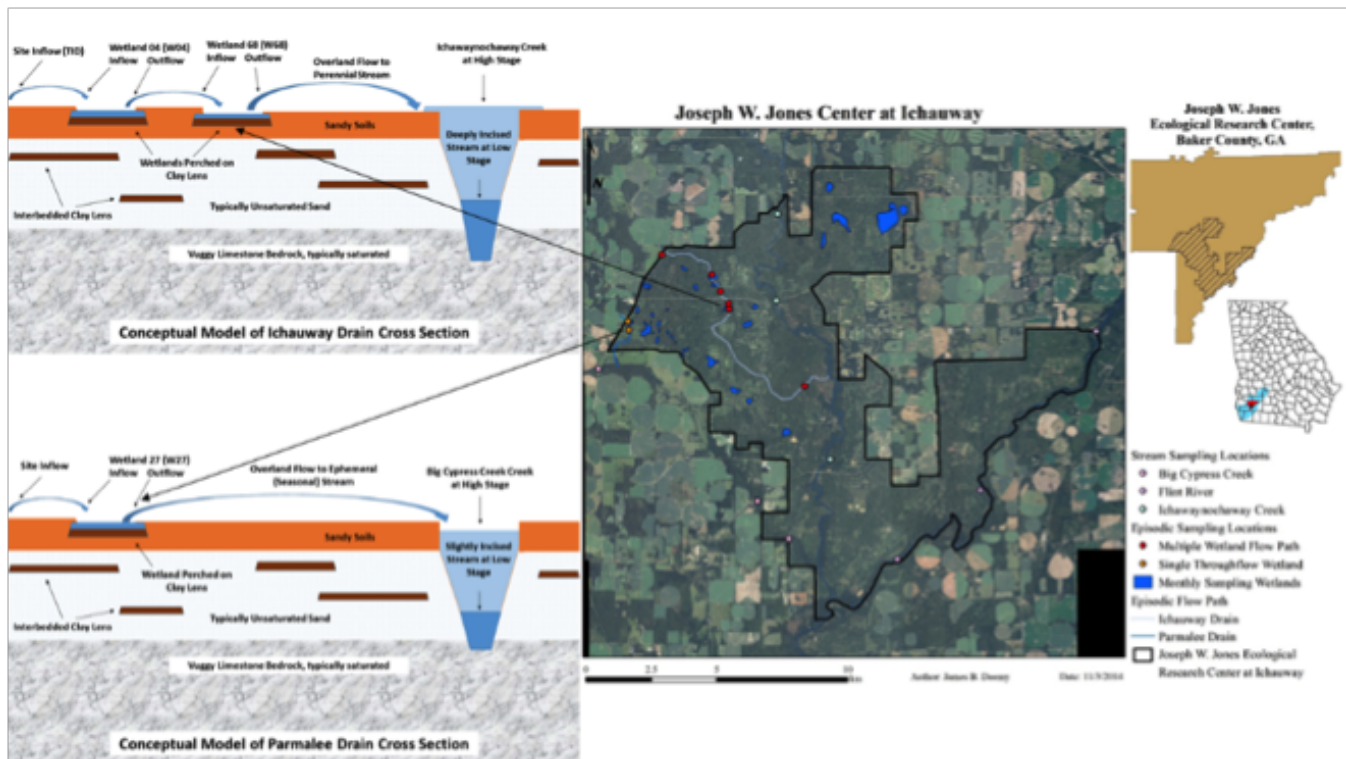 Site Inflow (TID)
Wetland 04 (W04)
Inflow Outflow
Wetland 68 (W68)
Inflow Outflow
Overland Flow to
Perennial Stream
Ichawaynochaway Creek
at High Stage
Sandy Soils
Deeply Incised
Stream at Low
Stage
Wetlands Perched on
Clay Lens
Interbedded Clay Lens
Typically Unsaturated Sand
Vuggy Limestone Bedrock, typically saturated
Conceptual Model of Ichauway Drain Cross Section
Site Inflow
Wetland 27 (W27)
Inflow Outflow
Overland Flow to Ephemeral
(Seasonal) Stream
Big Cypress Creek Creek
at High Stage
Sandy Soils
Slightly Incised
Stream at Low
Stage
Wetland Perched on
Clay Lens
Interbedded Clay Lens
Typically Unsaturated Sand
Vuggy Limestone Bedrock, typically saturated
Conceptual Model of Parmalee Drain Cross Section
Joseph W. Jones Center at Ichauway
N
0 2.5 5 10
km
Author: James B. Deemy
Date: 11/3/2014
Joseph W. Jones
Ecological Research Center,
Baker County, GA
Stream Sampling Locations
Big Cypress Creek
Flint River
Ichawaynochaway Creek
Episodic Sampling Locations
Multiple Wetland Flow Path
Single Throughflow Wetland
Monthly Sampling Wetlands
Episodic Flow Path
Ichauway Drain
Parmalee Drain
Joseph W. Jones Ecological
Research Center at Ichauway